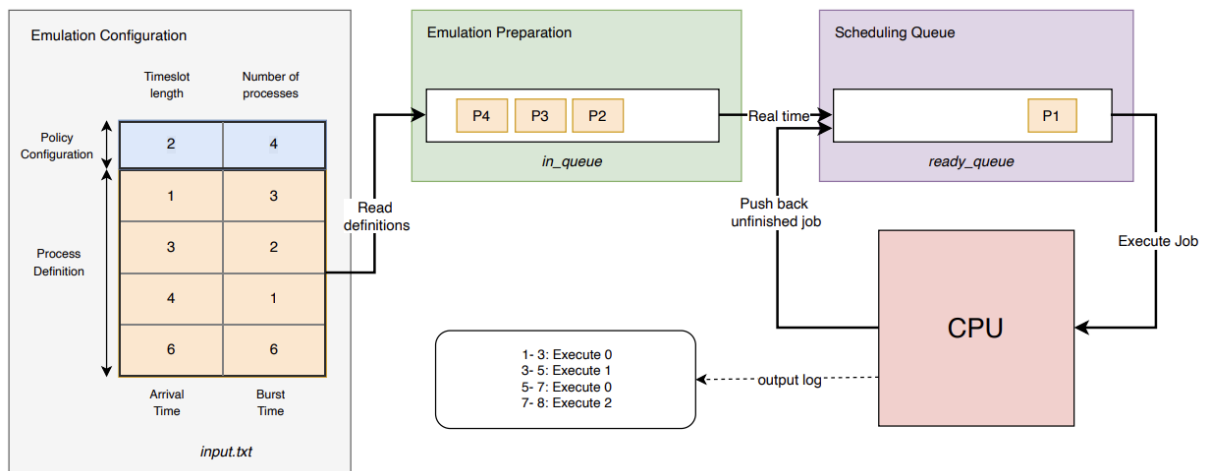 Emulation Configuration
Timeslot
length
Number of
processes
Policy
Configuration
2 4
Process
Definition
1 3
3 2
4 1
6 6
Arrival
Time
Burst
Time
input.txt
Read
definitions
Emulation Preparation
P4 P3 P2
in_queue
Real time
Scheduling Queue
P1
ready_queue
Push back
unfinished job
Execute Job
CPU
output log
1- 3: Execute 0
3- 5: Execute 1
5- 7: Execute 0
7- 8: Execute 2